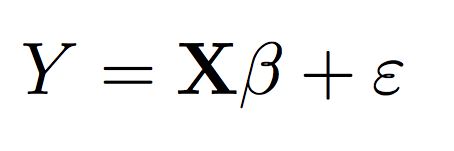 Y = Xβ + ε